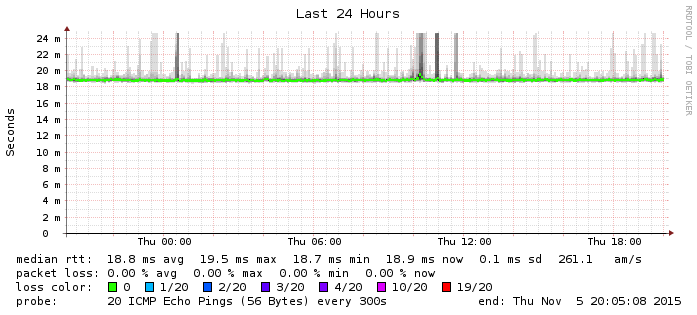 Last 24 Hours
RRDTOOL / TOBI OETIKER
Seconds
24 m
22 m
20 m
18 m
16 m
14 m
12 m
10 m
8 m
6 m
4 m
2 m
0
Thu 00:00 Thu 06:00 Thu 12:00 Thu 18:00
median rtt: 18.8 ms avg 19.5 ms max 18.7 ms min 18.9 ms now 0.1 ms sd 261.1 am/s
packet loss: 0.00 % avg 0.00 % max 0.00 % min 0.00 % now
loss color: 0 1/20 2/20 3/20 4/20 10/20 19/20
probe: 20 ICMP Echo Pings (56 Bytes) every 300s end: Thu Nov 5 20:05:08 2015